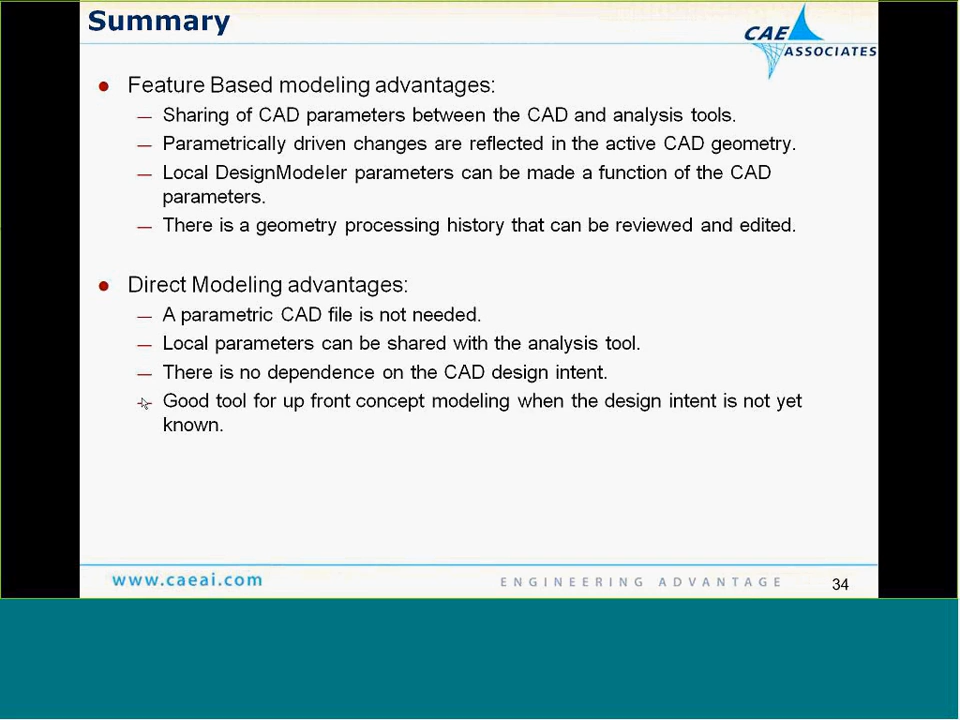 Summary
CAE
ASSOCIATES
Feature Based modeling advantages:
Sharing of CAD parameters between the CAD and analysis tools.
Parametrically driven changes are reflected in the active CAD geometry.
Local DesignModeler parameters can be made a function of the CAD
parameters.
There is a geometry processing history that can be reviewed and edited.
Direct Modeling advantages:
A parametric CAD file is not needed.
Local parameters can be shared with the analysis tool.
There is no dependence on the CAD design intent.
Good tool for up front concept modeling when the design intent is not yet
known.
www.caeai.com
ENGINEERING ADVANTAGE
34